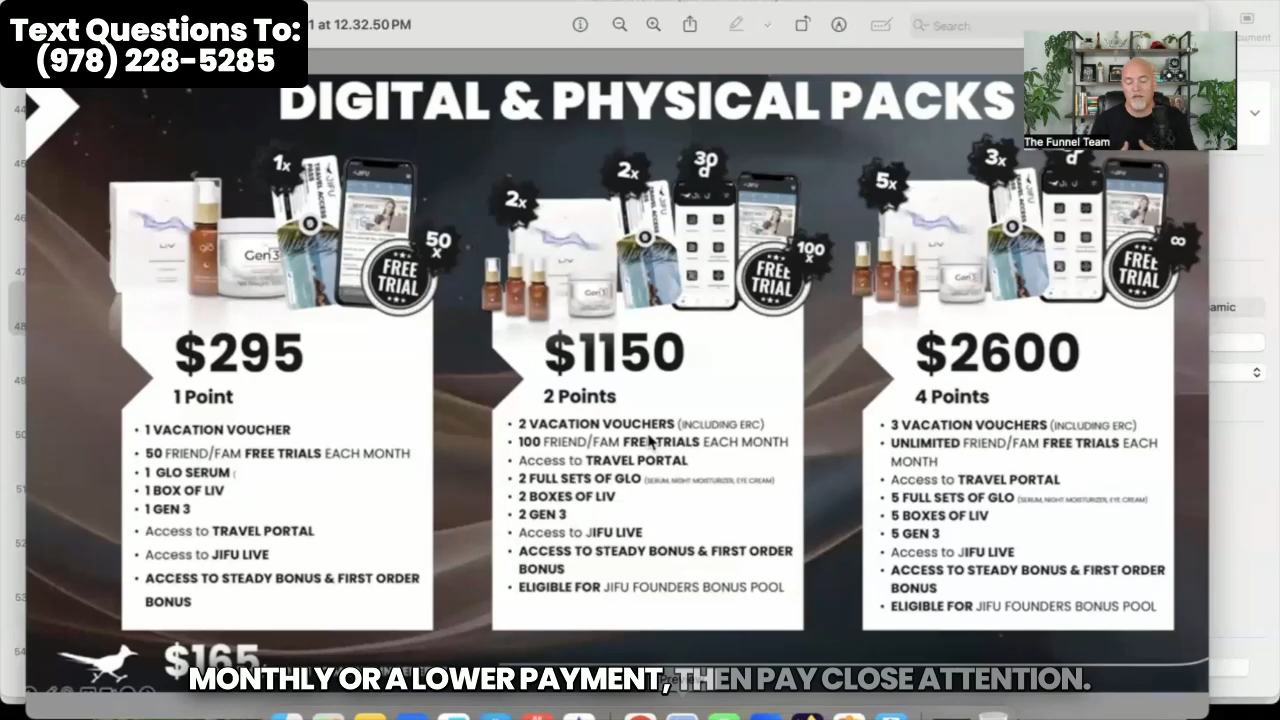 Text Questions To:
(978) 228-5285
1 at 12.32.50 PM
Search
The Funnel Team
DIGITAL & PHYSICAL PACKS
1x
50
x
FREE
TRIAL
LIV
glō
Gen3
2x
2x
30
d
100
x
FREE
TRIAL
5x
3x
d
∞
FREE
TRIAL
$295
1 Point
• 1 VACATION VOUCHER
• 50 FRIEND/FAM FREE TRIALS EACH MONTH
• 1 GLO SERUM (
• 1 BOX OF LIV
• 1 GEN 3
Access to TRAVEL PORTAL
• Access to JIFU LIVE
• ACCESS TO STEADY BONUS & FIRST ORDER
BONUS
$1150
2 Points
• 2 VACATION VOUCHERS (INCLUDING ERC)
• 100 FRIEND/FAM FREE TRIALS EACH MONTH
• Access to TRAVEL PORTAL
• 2 FULL SETS OF GLO (SERUM, NIGHT MOISTURIZER, EYE CREAM)
• 2 BOXES OF LIV
• 2 GEN 3
• Access to JIFU LIVE
• ACCESS TO STEADY BONUS & FIRST ORDER
BONUS
• ELIGIBLE FOR JIFU FOUNDERS BONUS POOL
$2600
4 Points
• 3 VACATION VOUCHERS (INCLUDING ERC)
• UNLIMITED FRIEND/FAM FREE TRIALS EACH
MONTH
• Access to TRAVEL PORTAL
• 5 FULL SETS OF GLO (SERUM, NIGHT MOISTURIZER, EYE CREAM)
• 5 BOXES OF LIV
• 5 GEN 3
• Access to JIFU LIVE
• ACCESS TO STEADY BONUS & FIRST ORDER
BONUS
• ELIGIBLE FOR JIFU FOUNDERS BONUS POOL
$165
MONTHLY OR A LOWER PAYMENT, THEN PAY CLOSE ATTENTION.